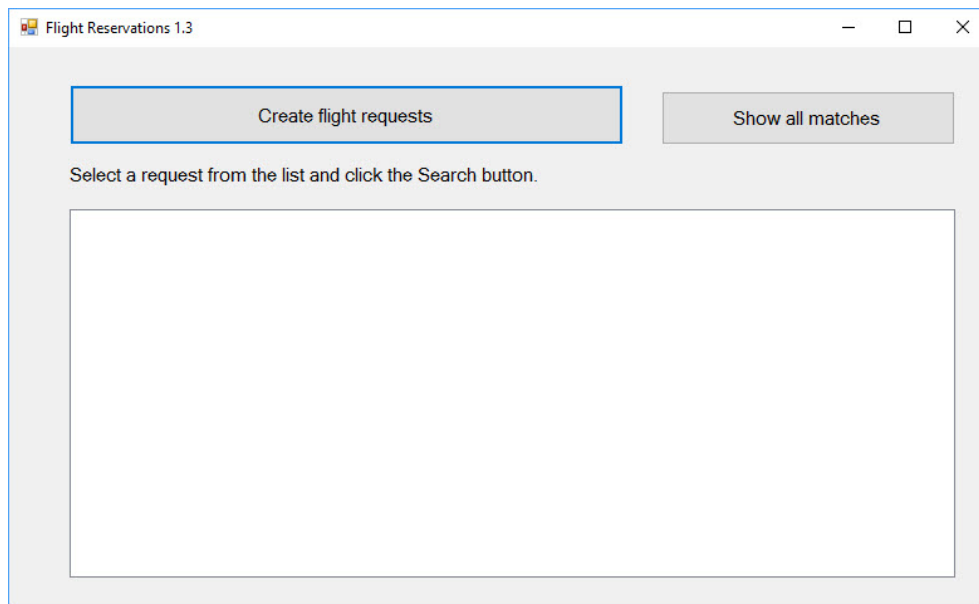 Flight Reservations 1.3
Create flight requests
Show all matches
Select a request from the list and click the Search button.